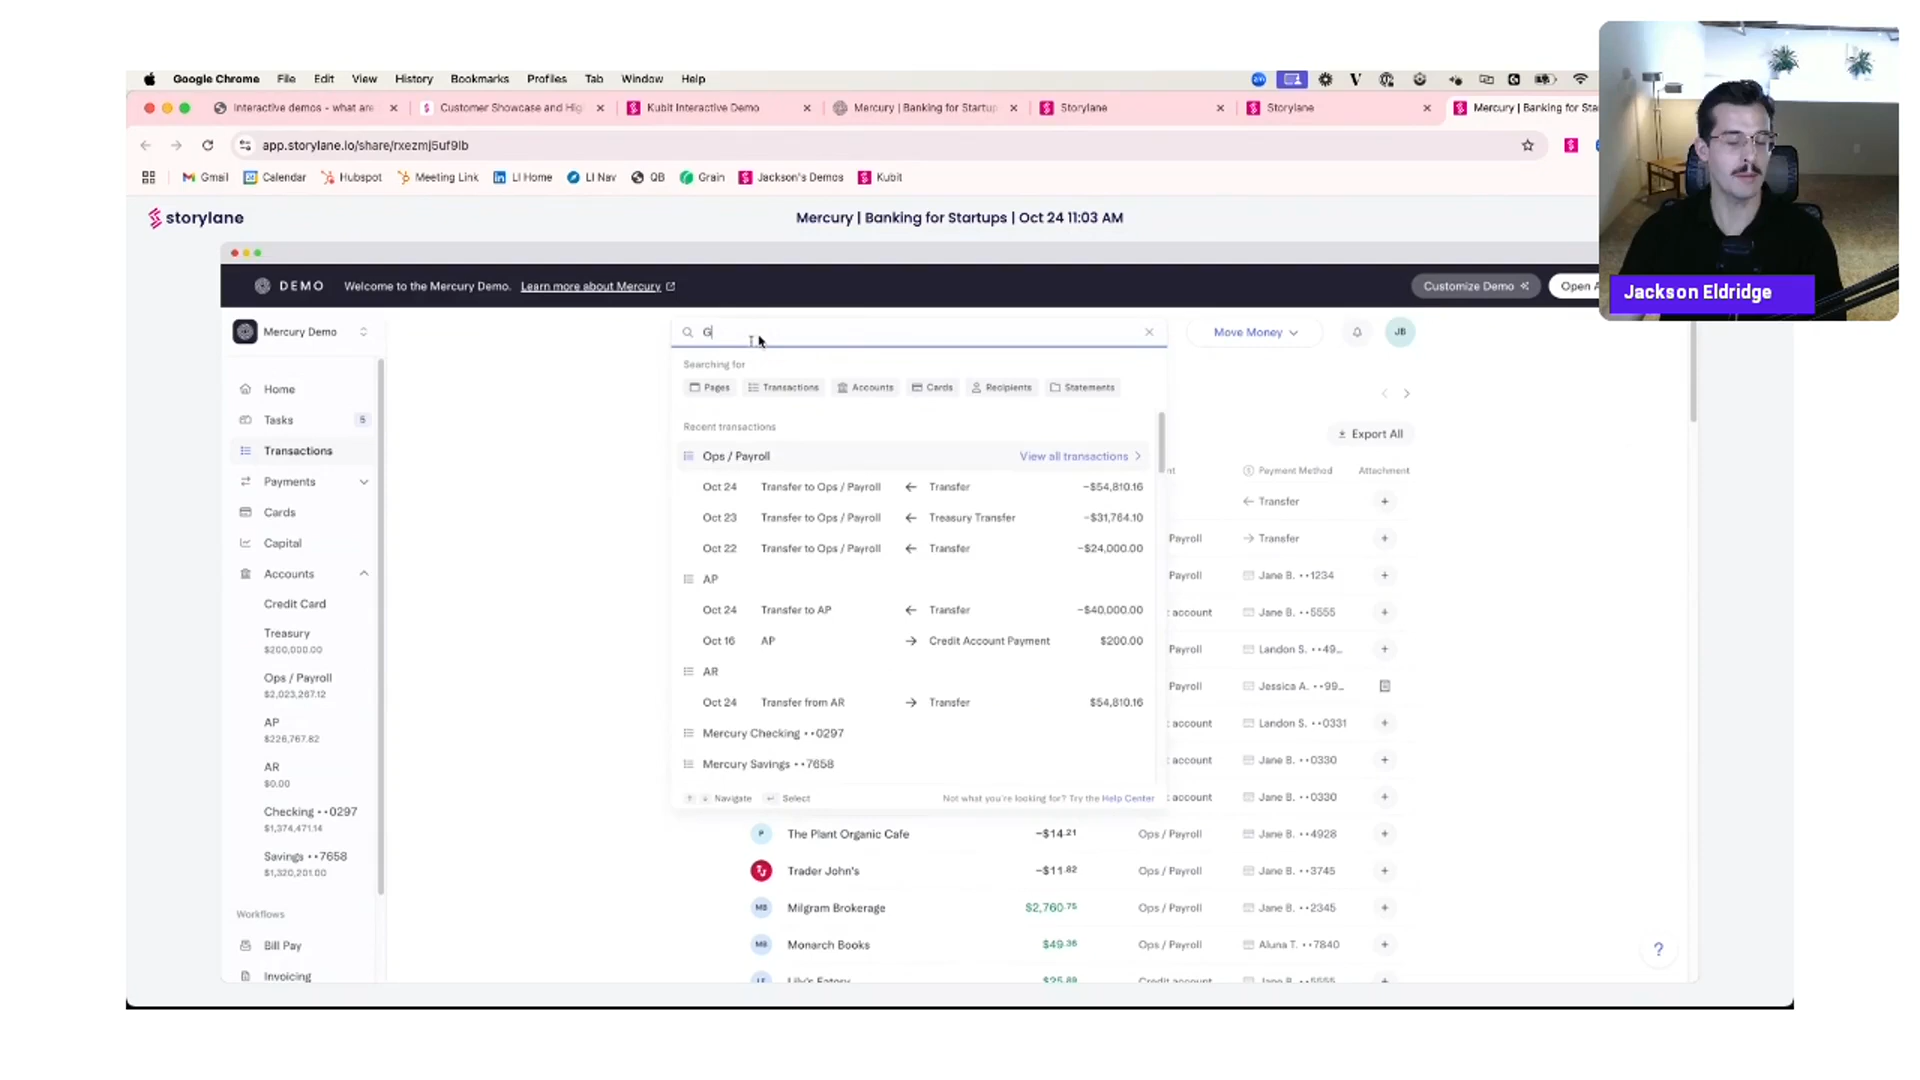 Google Chrome File Edit View History Bookmarks Profiles Tab Window Help
Interactive demos - what are Customer Showcase and Hig Kubit Interactive Demo Mercury | Banking for Startup Storylane Storylane Mercury | Banking for Sta
app.storylane.io/share/rxezmj5uf9lb
Gmail Calendar Hubspot Meeting Link LI Home LI Nav QB Grain Jackson's Demos Kubit
storylane
Mercury | Banking for Startups | Oct 24 11:03 AM
DEMO Welcome to the Mercury Demo. Learn more about Mercury
Customize Demo Open
Jackson Eldridge
Mercury Demo
G
Move Money
JB
Searching for
Pages Transactions Accounts Cards Recipients Statements
Home
Tasks 5
Transactions
Payments
Cards
Capital
Accounts
Credit Card
Treasury
$200,000.00
Ops / Payroll
$2,023,267.12
AP
$226,767.82
AR
$0.00
Checking ••0297
$1,374,471.14
Savings ••7658
$1,320,201.00
Workflows
Bill Pay
Invoicing
Recent transactions
Ops / Payroll View all transactions
Oct 24 Transfer to Ops / Payroll Transfer −$54,810.16
Oct 23 Transfer to Ops / Payroll Treasury Transfer −$31,764.10
Oct 22 Transfer to Ops / Payroll Transfer −$24,000.00
AP
Oct 24 Transfer to AP Transfer −$40,000.00
Oct 16 AP Credit Account Payment $200.00
AR
Oct 24 Transfer from AR Transfer $54,810.16
Mercury Checking ••0297
Mercury Savings ••7658
Navigate Select Not what you're looking for? Try the Help Center
Export All
nt Payment Method Attachment
Transfer
Payroll Transfer
Payroll Jane B. ••1234
account Jane B. ••5555
Payroll Landon S. ••49...
Payroll Jessica A. ••99...
account Landon S. ••0331
account Jane B. ••0330
account Jane B. ••0330
P The Plant Organic Cafe −$14.21 Ops / Payroll Jane B. ••4928
TJ Trader John's −$11.82 Ops / Payroll Jane B. ••3745
MB Milgram Brokerage $2,760.75 Ops / Payroll Jane B. ••2345
MB Monarch Books $49.36 Ops / Payroll Aluna T. ••7840
LE Lily's Eatery $25.88 Credit account Jane B. ••5555
?